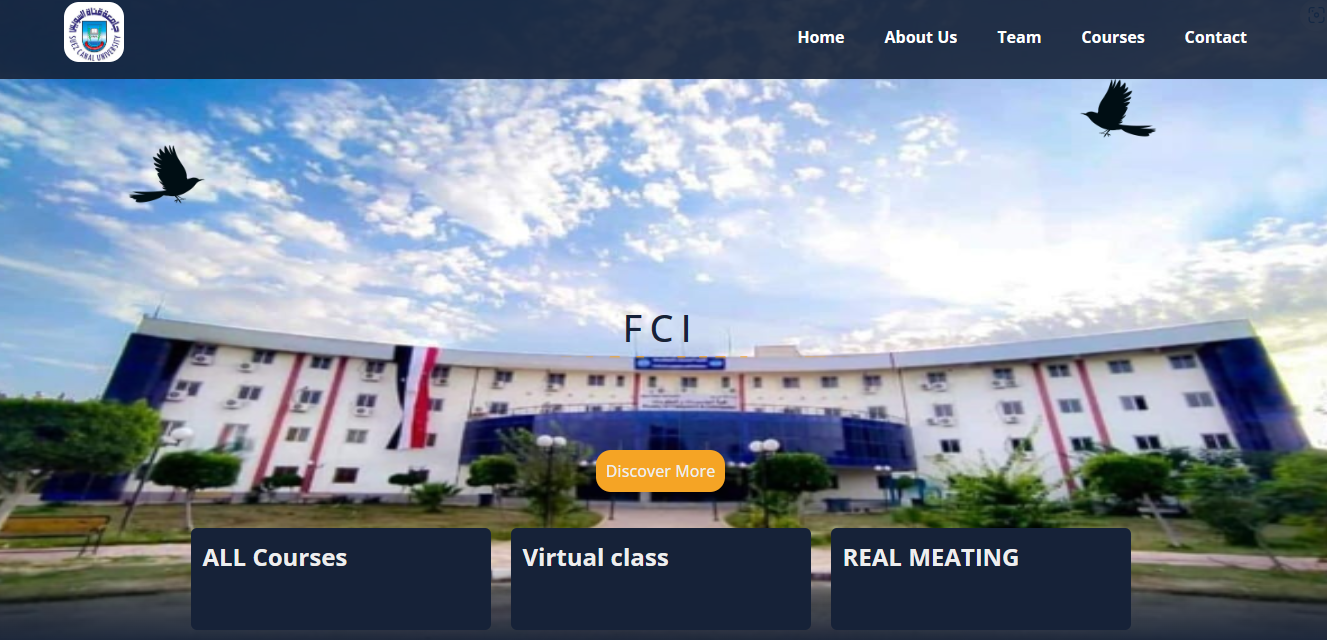 جامعة قناة السويس
SUEZ CANAL UNIVERSITY
Home
About Us
Team
Courses
Contact
FCI
Discover More
ALL Courses
Virtual class
REAL MEATING